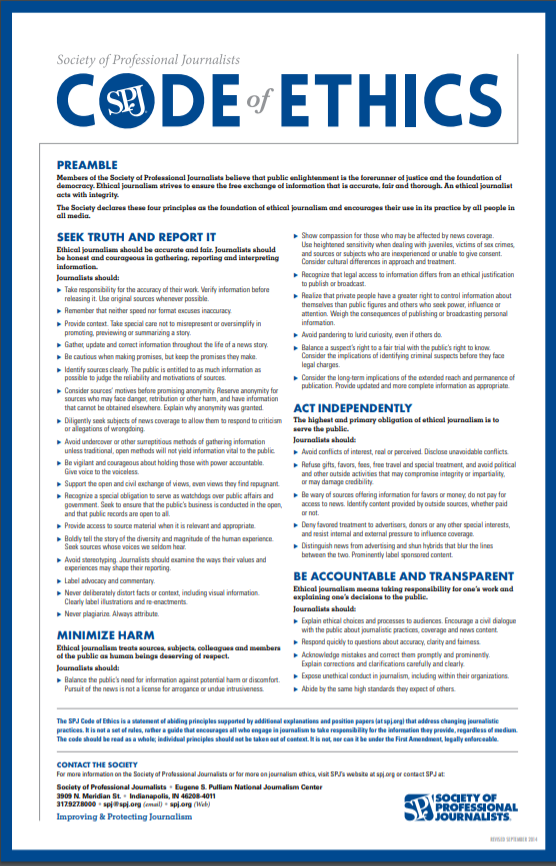 Society of Professional Journalists
CODE of ETHICS
SPJ
PREAMBLE
Members of the Society of Professional Journalists believe that public enlightenment is the forerunner of justice and the foundation of
democracy. Ethical journalism strives to ensure the free exchange of information that is accurate, fair and thorough. An ethical journalist
acts with integrity.
The Society declares these four principles as the foundation of ethical journalism and encourages their use in its practice by all people in
all media.
SEEK TRUTH AND REPORT IT
Ethical journalism should be accurate and fair. Journalists should
be honest and courageous in gathering, reporting and interpreting
information.
Journalists should:
▶ Take responsibility for the accuracy of their work. Verify information before
releasing it. Use original sources whenever possible.
▶ Remember that neither speed nor format excuses inaccuracy.
▶ Provide context. Take special care not to misrepresent or oversimplify in
promoting, previewing or summarizing a story.
▶ Gather, update and correct information throughout the life of a news story.
▶ Be cautious when making promises, but keep the promises they make.
▶ Identify sources clearly. The public is entitled to as much information as
possible to judge the reliability and motivations of sources.
▶ Consider sources' motives before promising anonymity. Reserve anonymity for
sources who may face danger, retribution or other harm, and have information
that cannot be obtained elsewhere. Explain why anonymity was granted.
▶ Diligently seek subjects of news coverage to allow them to respond to criticism
or allegations of wrongdoing.
▶ Avoid undercover or other surreptitious methods of gathering information
unless traditional, open methods will not yield information vital to the public.
▶ Be vigilant and courageous about holding those with power accountable.
Give voice to the voiceless.
▶ Support the open and civil exchange of views, even views they find repugnant.
▶ Recognize a special obligation to serve as watchdogs over public affairs and
government. Seek to ensure that the public's business is conducted in the open,
and that public records are open to all.
▶ Provide access to source material when it is relevant and appropriate.
▶ Boldly tell the story of the diversity and magnitude of the human experience.
Seek sources whose voices we seldom hear.
▶ Avoid stereotyping. Journalists should examine the ways their values and
experiences may shape their reporting.
▶ Label advocacy and commentary.
▶ Never deliberately distort facts or context, including visual information.
Clearly label illustrations and re-enactments.
▶ Never plagiarize. Always attribute.
MINIMIZE HARM
Ethical journalism treats sources, subjects, colleagues and members
of the public as human beings deserving of respect.
Journalists should:
▶ Balance the public's need for information against potential harm or discomfort.
Pursuit of the news is not a license for arrogance or undue intrusiveness.
▶ Show compassion for those who may be affected by news coverage.
Use heightened sensitivity when dealing with juveniles, victims of sex crimes,
and sources or subjects who are inexperienced or unable to give consent.
Consider cultural differences in approach and treatment.
▶ Recognize that legal access to information differs from an ethical justification
to publish or broadcast.
▶ Realize that private people have a greater right to control information about
themselves than public figures and others who seek power, influence or
attention. Weigh the consequences of publishing or broadcasting personal
information.
▶ Avoid pandering to lurid curiosity, even if others do.
▶ Balance a suspect's right to a fair trial with the public's right to know.
Consider the implications of identifying criminal suspects before they face
legal charges.
▶ Consider the long-term implications of the extended reach and permanence of
publication. Provide updated and more complete information as appropriate.
ACT INDEPENDENTLY
The highest and primary obligation of ethical journalism is to
serve the public.
Journalists should:
▶ Avoid conflicts of interest, real or perceived. Disclose unavoidable conflicts.
▶ Refuse gifts, favors, fees, free travel and special treatment, and avoid political
and other outside activities that may compromise integrity or impartiality,
or may damage credibility.
▶ Be wary of sources offering information for favors or money; do not pay for
access to news. Identify content provided by outside sources, whether paid
or not.
▶ Deny favored treatment to advertisers, donors or any other special interests,
and resist internal and external pressure to influence coverage.
▶ Distinguish news from advertising and shun hybrids that blur the lines
between the two. Prominently label sponsored content.
BE ACCOUNTABLE AND TRANSPARENT
Ethical journalism means taking responsibility for one's work and
explaining one's decisions to the public.
Journalists should:
▶ Explain ethical choices and processes to audiences. Encourage a civil dialogue
with the public about journalistic practices, coverage and news content.
▶ Respond quickly to questions about accuracy, clarity and fairness.
▶ Acknowledge mistakes and correct them promptly and prominently.
Explain corrections and clarifications carefully and clearly.
▶ Expose unethical conduct in journalism, including within their organizations.
▶ Abide by the same high standards they expect of others.
The SPJ Code of Ethics is a statement of abiding principles supported by additional explanations and position papers (at spj.org) that address changing journalistic
practices. It is not a set of rules, rather a guide that encourages all who engage in journalism to take responsibility for the information they provide, regardless of medium.
The code should be read as a whole; individual principles should not be taken out of context. It is not, nor can it be under the First Amendment, legally enforceable.
CONTACT THE SOCIETY
For more information on the Society of Professional Journalists or for more on journalism ethics, visit SPJ's website at spj.org or contact SPJ at:
Society of Professional Journalists • Eugene S. Pulliam National Journalism Center
3909 N. Meridian St. • Indianapolis, IN 46208-4011
317.927.8000 • spj@spj.org (email) • spj.org (Web)
Improving & Protecting Journalism
SPJ
SOCIETY OF
PROFESSIONAL
JOURNALISTS
REVISED SEPTEMBER 2014